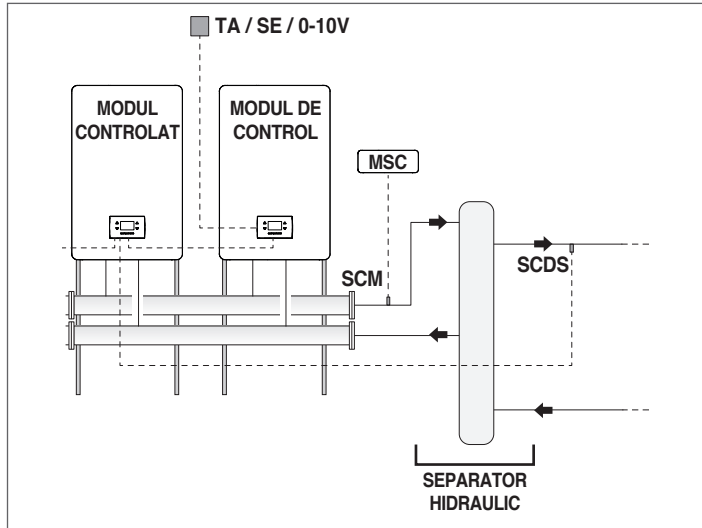 TA / SE / 0-10V
MODUL
CONTROLAT
MODUL DE
CONTROL
MSC
SCM
SCDS
SEPARATOR
HIDRAULIC